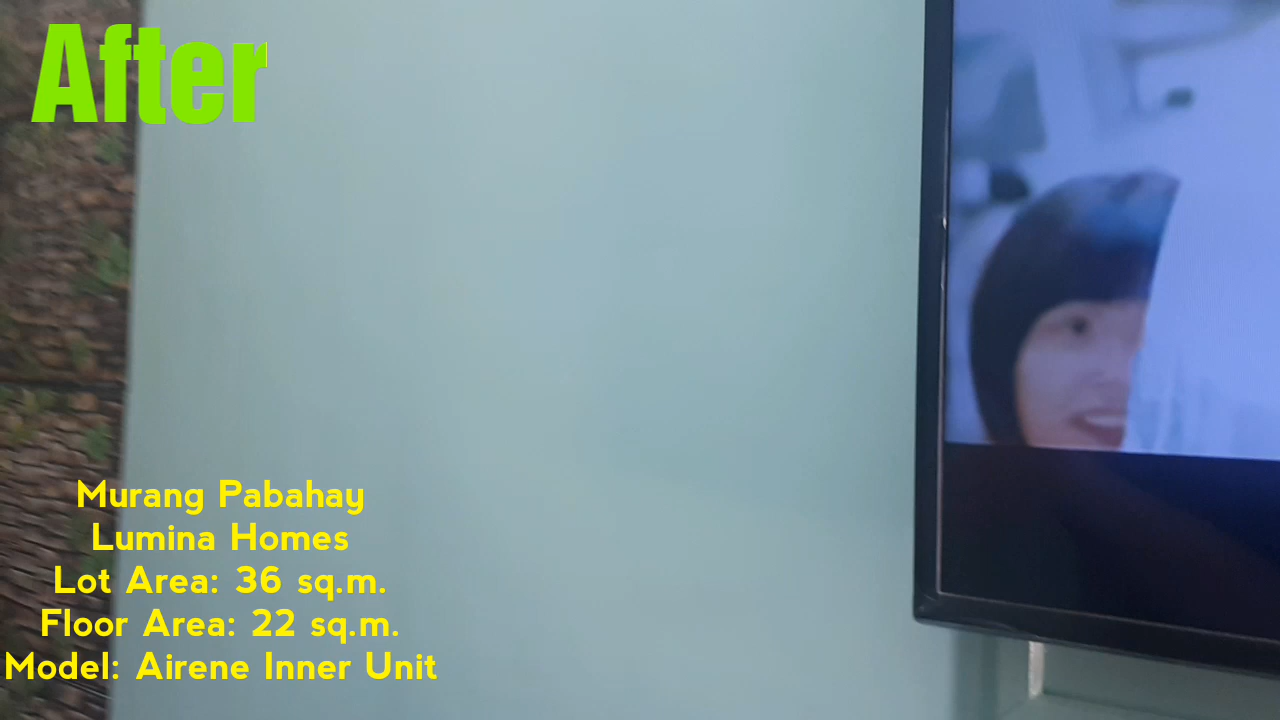 After
Murang Pabahay
Lumina Homes
Lot Area: 36 sq.m.
Floor Area: 22 sq.m.
Model: Airene Inner Unit